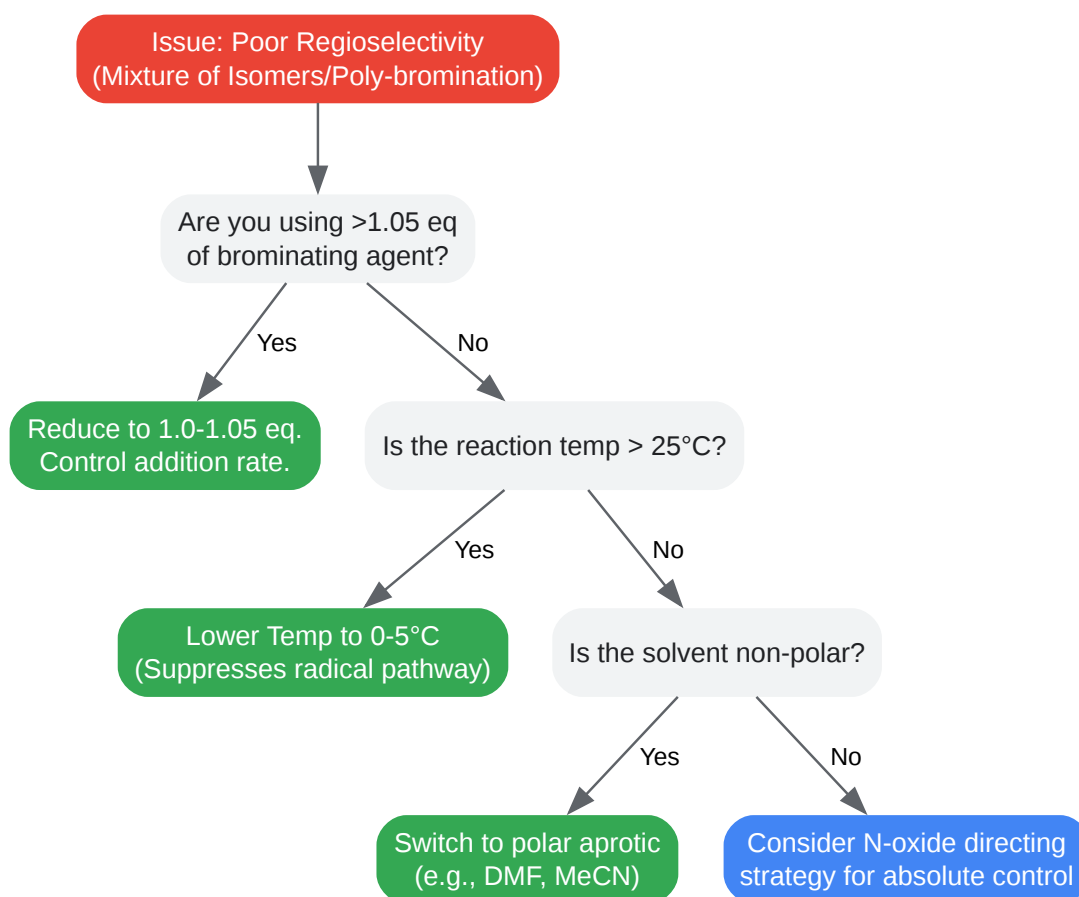 Issue: Poor Regioselectivity
(Mixture of Isomers/Poly-bromination)
Are you using >1.05 eq
of brominating agent?
Yes
No
Reduce to 1.0-1.05 eq.
Control addition rate.
Is the reaction temp > 25°C?
Yes
No
Lower Temp to 0-5°C
(Suppresses radical pathway)
Is the solvent non-polar?
Yes
No
Switch to polar aprotic
(e.g., DMF, MeCN)
Consider N-oxide directing
strategy for absolute control